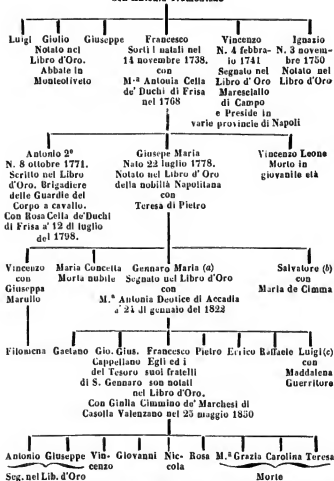 Luigi Giulio Giuseppe Francesco Vincenzo Ignazio
Notato nel Sortì i natali nel N. 4 febbra- N. 3 novem-
Libro d'Oro. 14 novembre 1738. io 1741 bre 1750
Abbate in con Segnato nel Notato nel
Monteoliveto M.ª Antonia Cella Libro d'Oro Libro d'Oro
de' Duchi di Frisa Maresciallo
nel 1768 di Campo
e Preside in
varie provincie di Napoli
Antonio 2º Giusepe Maria Vincenzo Leone
N. 8 ottobre 1771. Nato 22 luglio 1778. Morto in
Scritto nel Libro Notato nel Libro d'Oro giovanile età
d'Oro. Brigadiere della nobiltà Napolitana
delle Guardie del con
Corpo a cavallo. Teresa di Pietro
Con Rosa Cella de'Duchi
di Frisa a' 12 di luglio
del 1798.
Vincenzo Maria Concetta Gennaro Maria (a) Salvatore (b)
con Morta nubile Segnato nel Libro d'Oro con
Giuseppa con Maria de Cimma
Marullo M.ª Antonia Deotice di Accadia
a' 21 di gennaio del 1822
Filomena Gaetano Gio. Gius. Francesco Pietro Errico Raffaele Luigi (c)
Cappellano Egli ed i con
del Tesoro suoi fratelli Maddalena
di S. Gennaro son notati Guerritore
nel Libro d'Oro.
Con Giulia Cimmino de' Marchesi di
Casolla Valenzano nel 25 maggio 1850
Antonio Giuseppe Vin- Giovanni Nic- Rosa M.ª Grazia Carolina Teresa
cenzo cola
Seg. nel Lib. d'Oro Morte